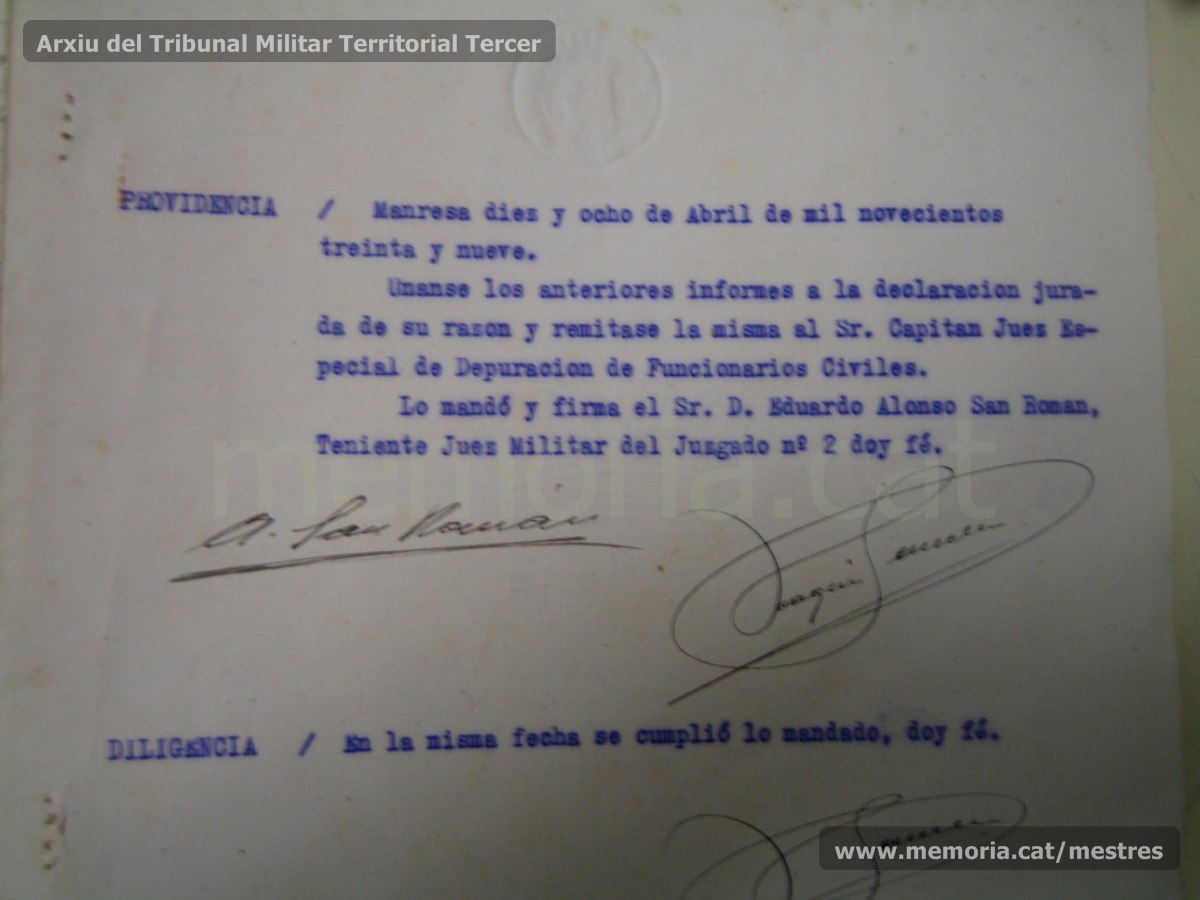 Arxiu del Tribunal Militar Territorial Tercer
PROVIDENCIA / Manresa diez y ocho de Abril de mil novecientos
treinta y nueve.
Unanse los anteriores informes a la declaracion jura-
da de su razon y remitase la misma al Sr. Capitan Juez Es-
pecial de Depuracion de Funcionarios Civiles.
Lo mandó y firma el Sr. D. Eduardo Alonso San Roman,
Teniente Juez Militar del Juzgado nº 2 doy fé.
memoria.cat
A. San Román
Joaquin
DILIGENCIA / En la misma fecha se cumplió lo mandado, doy fé.
www.memoria.cat/mestres